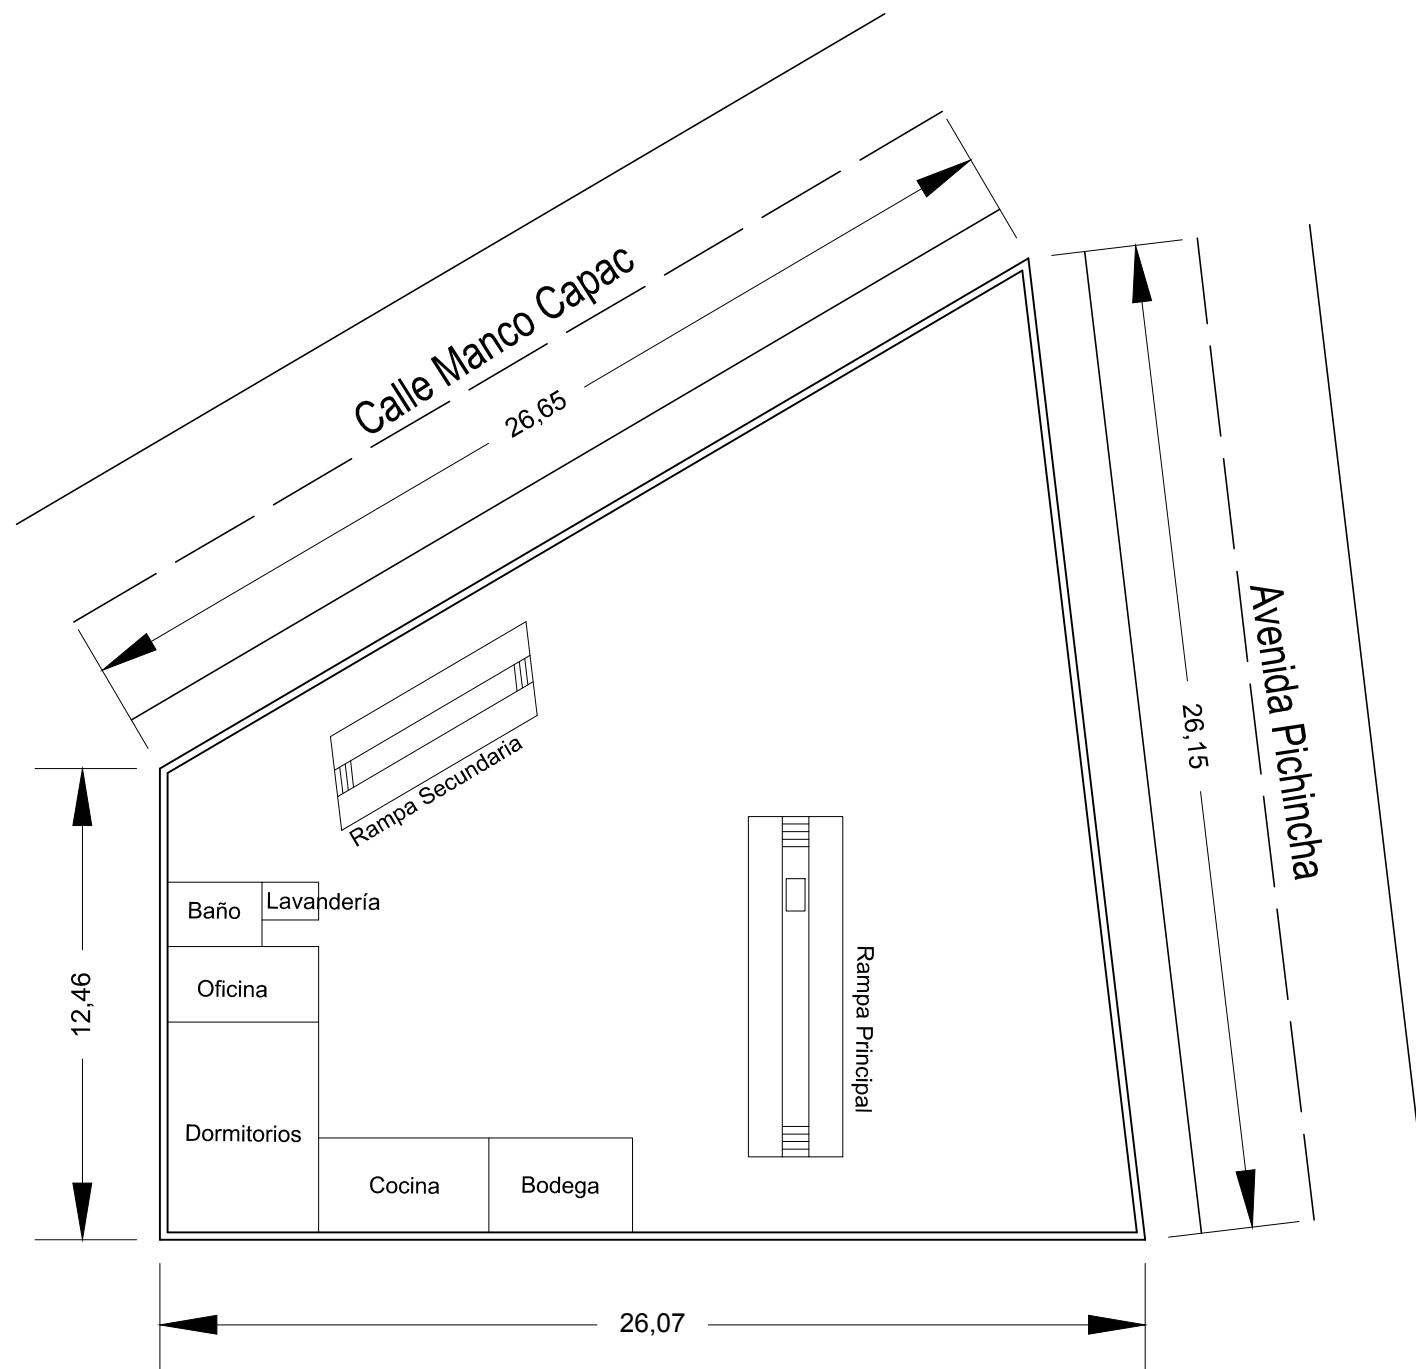 Calle Manco Capac
26,65
Avenida Pichincha
26,15
Rampa Secundaria
Baño
Lavandería
Oficina
12,46
Rampa Principal
Dormitorios
Cocina
Bodega
26,07